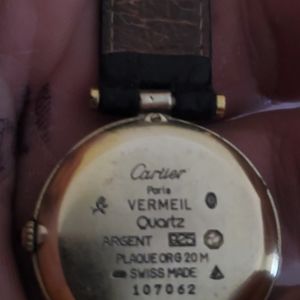 Cartier
Paris
VERMEIL
Quartz
ARGENT 925
PLAQUE OR G 20 M
SWISS MADE
107062